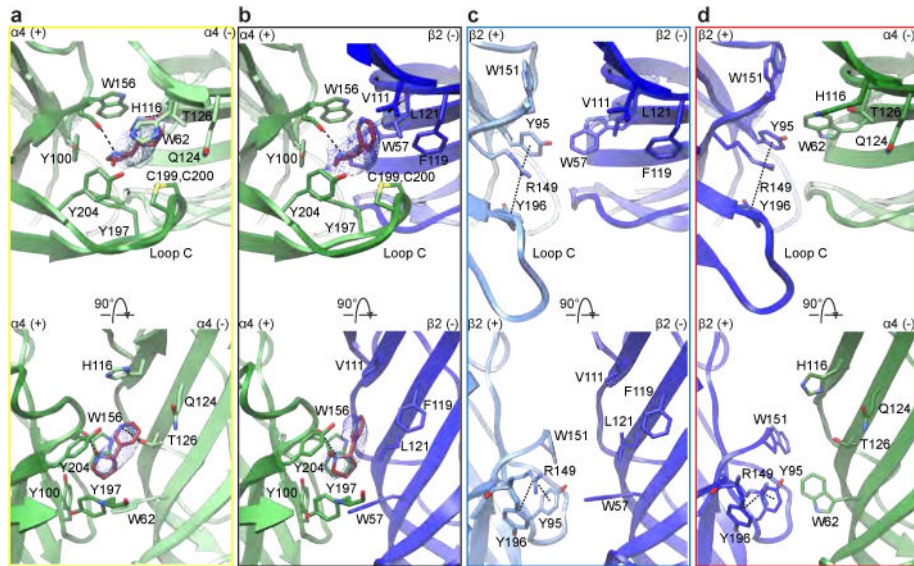 a
b
c
d
α4 (+) α4 (-)
W156
H116
T126
W62
Y100
Q124
C199,C200
Y204
Y197
Loop C
α4 (+) β2 (-)
W156
V111
L121
W57
Y100
F119
C199,C200
Y204
Y197
Loop C
β2 (+) β2 (-)
W151
V111
L121
Y95
W57
F119
R149
Y196
Loop C
β2 (+) α4 (-)
W151
H116
T126
Y95
W62
Q124
R149
Y196
Loop C
90°
90°
90°
90°
α4 (+) α4 (-)
H116
Q124
W156
T126
Y204
Y100
Y197
W62
α4 (+) β2 (-)
V111
W156
F119
L121
Y204
Y100
Y197
W57
β2 (+) β2 (-)
V111
F119
W151
L121
R149
W57
Y95
Y196
β2 (+) α4 (-)
H116
Q124
W151
T126
R149
Y95
W62
Y196